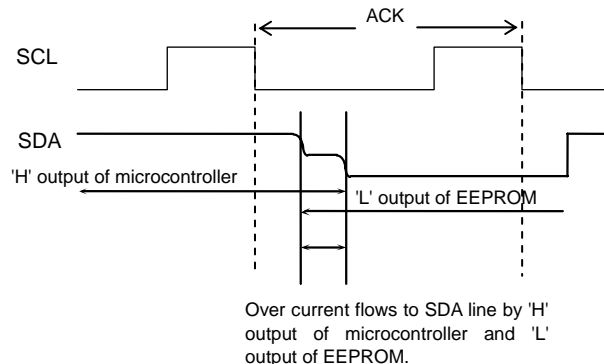 ACK
SCL
SDA
'H' output of microcontroller
'L' output of EEPROM
Over current flows to SDA line by 'H'
output of microcontroller and 'L'
output of EEPROM.